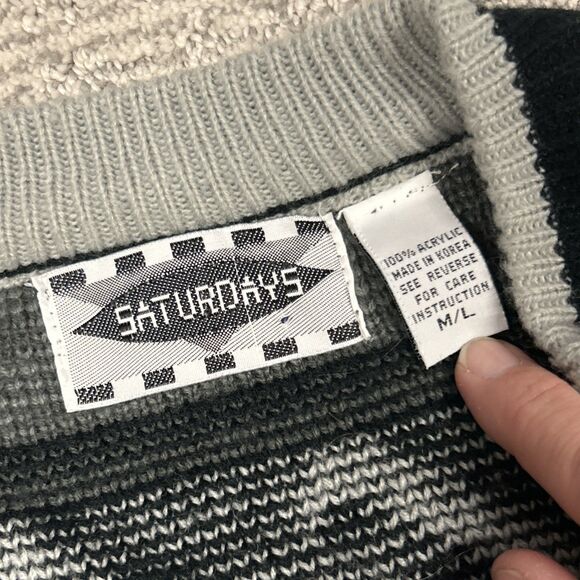 SATURDAYS
100% ACRYLIC
MADE IN KOREA
SEE REVERSE
FOR CARE
INSTRUCTION
M/L